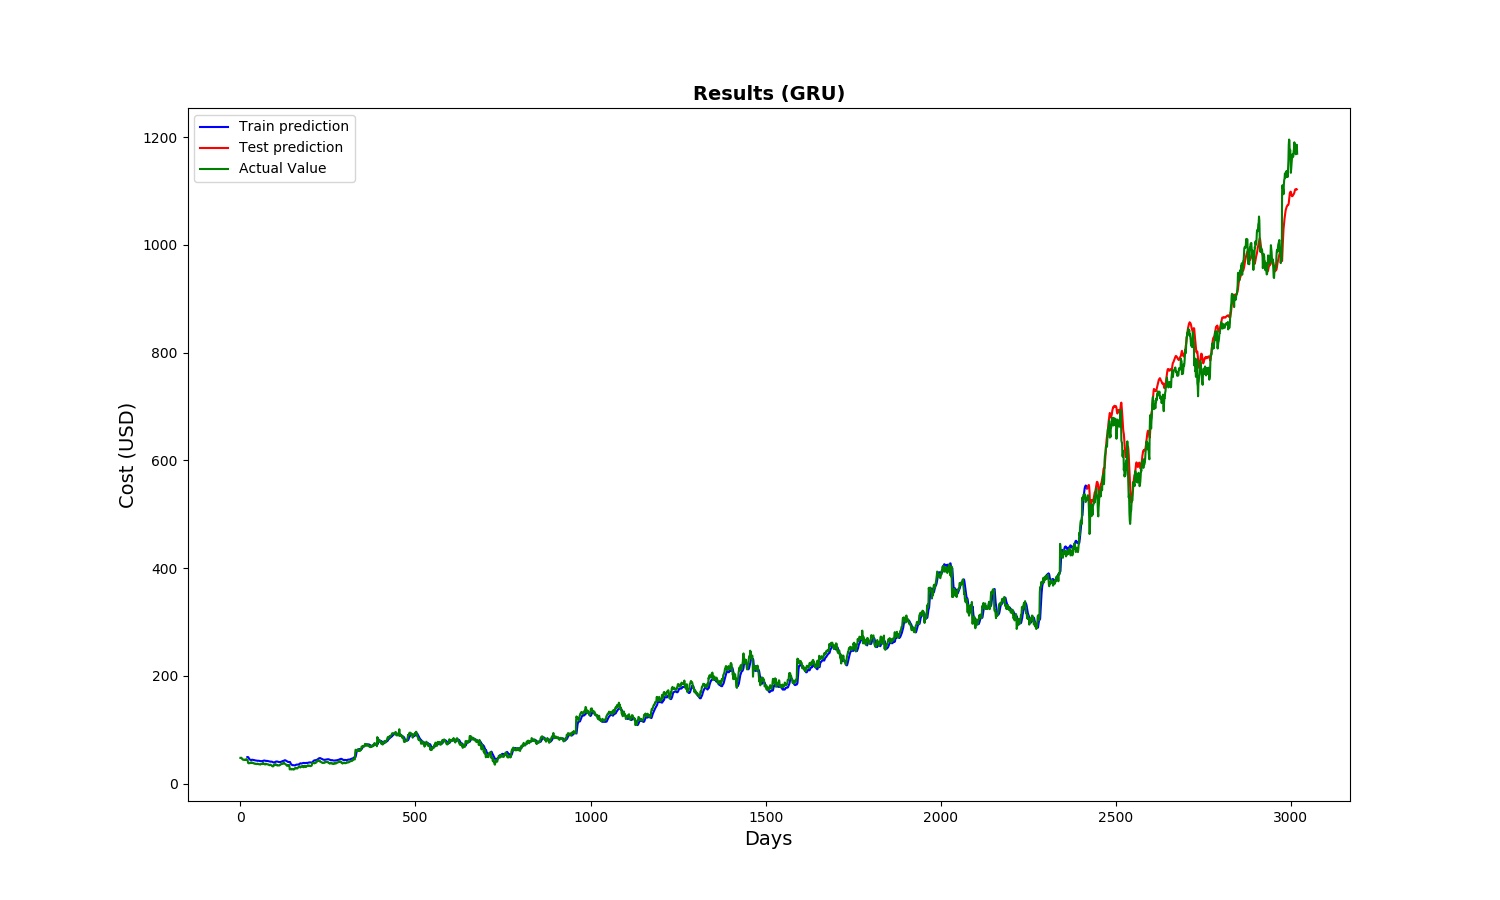 Results (GRU)
Train prediction
Test prediction
Actual Value
1200
1000
800
600
400
200
0
Cost (USD)
0 500 1000 1500 2000 2500 3000
Days